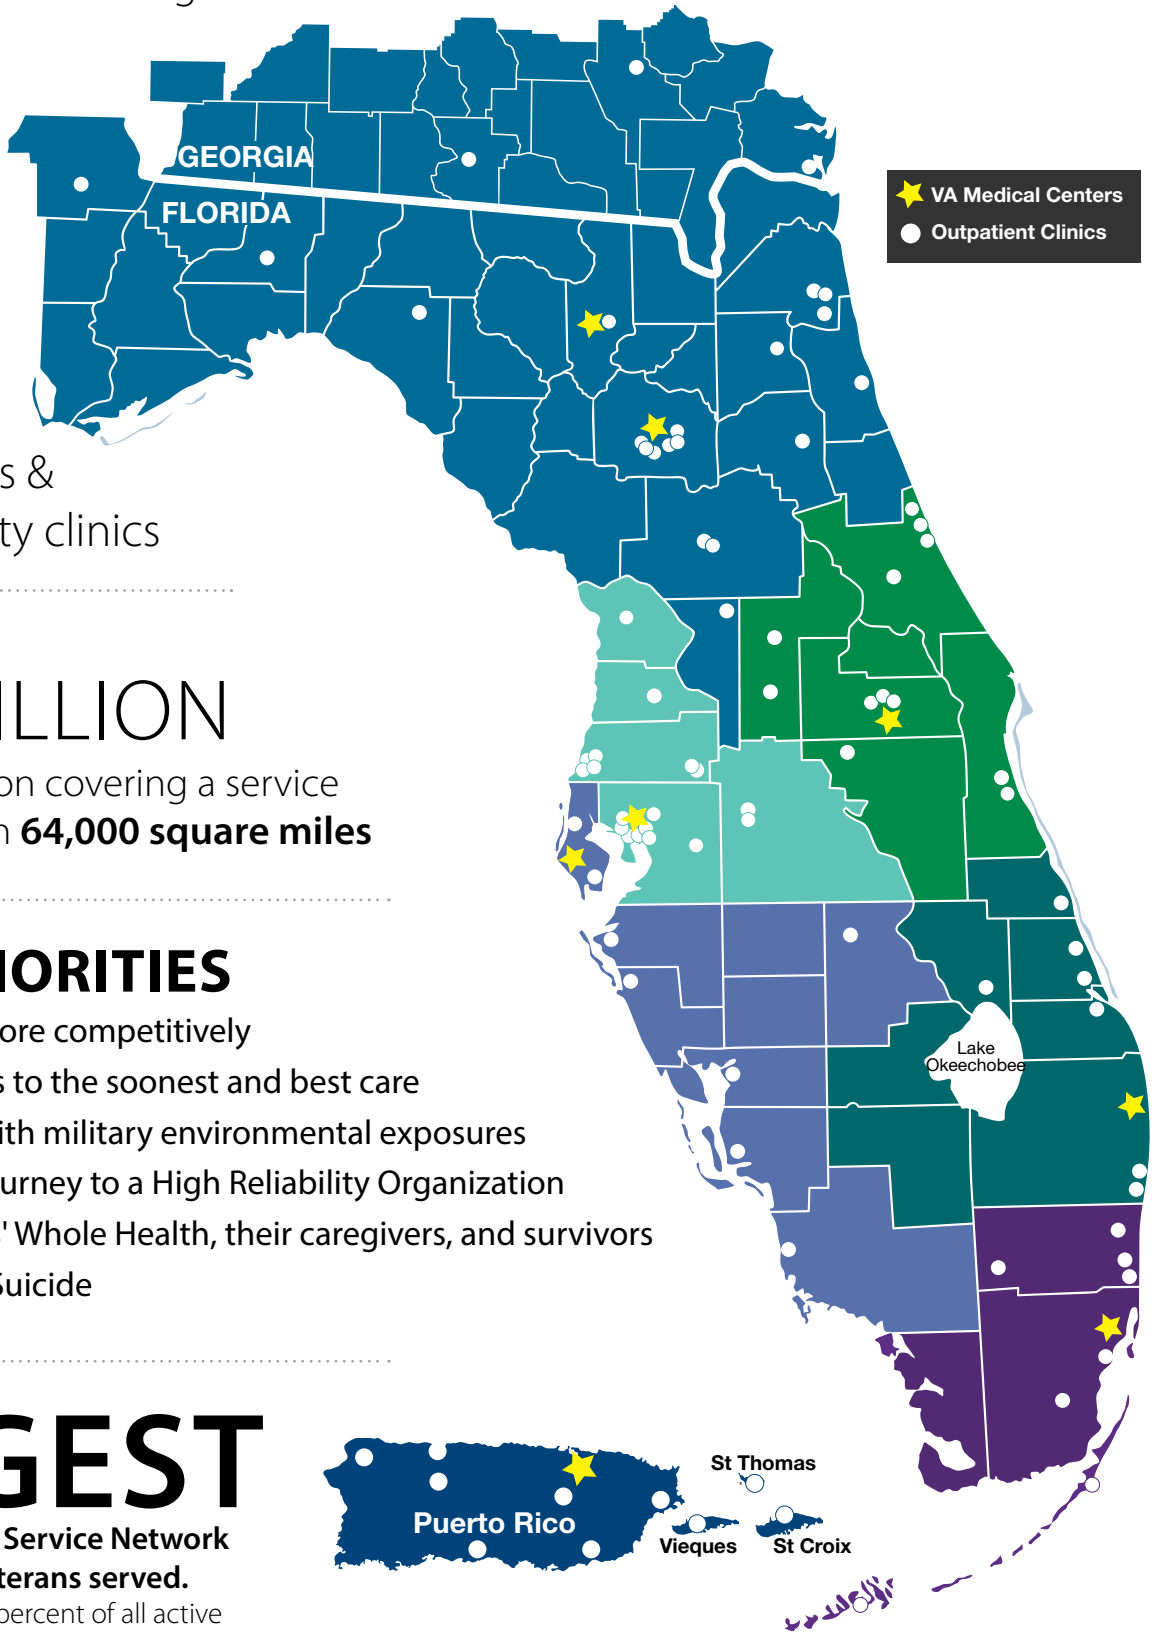 g
GEORGIA
FLORIDA
VA Medical Centers
Outpatient Clinics
s &
ty clinics
ILLION
on covering a service
n 64,000 square miles
IORITIES
ore competitively
s to the soonest and best care
ith military environmental exposures
urney to a High Reliability Organization
' Whole Health, their caregivers, and survivors
Suicide
Lake
Okeechobee
GEST
Service Network
terans served.
percent of all active
Puerto Rico
St Thomas
Vieques
St Croix